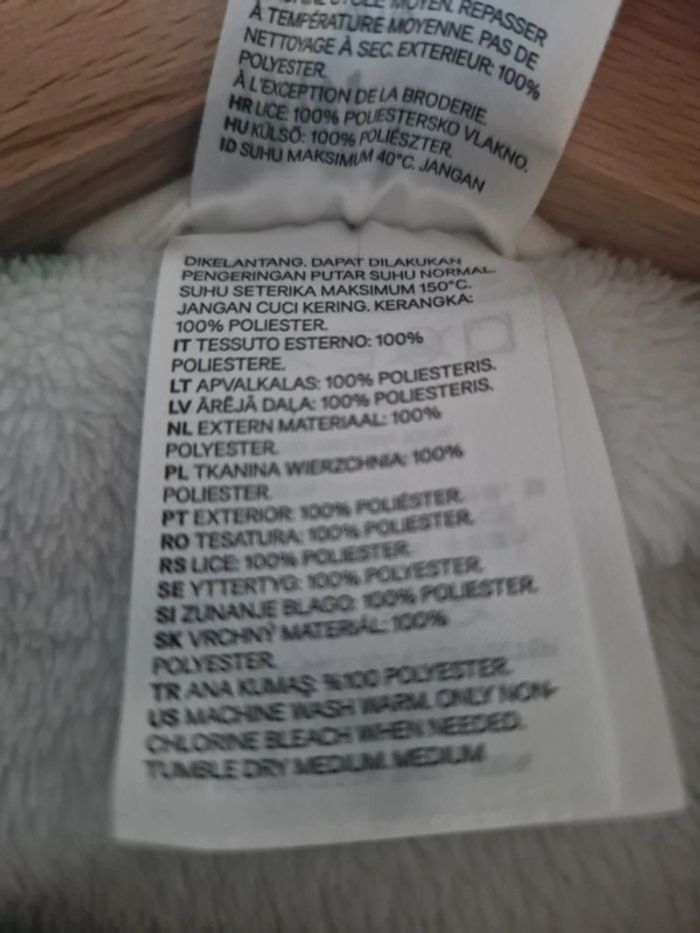 MOYEN. REPASSER
À TEMPÉRATURE MOYENNE. PAS DE
NETTOYAGE À SEC. EXTERIEUR: 100%
POLYESTER.
À L'EXCEPTION DE LA BRODERIE.
HR LICE: 100% POLIESTERSKO VLAKNO.
HU KÜLSŐ: 100% POLIÉSZTER.
ID SUHU MAKSIMUM 40°C. JANGAN
DIKELANTANG. DAPAT DILAKUKAN
PENGERINGAN PUTAR SUHU NORMAL.
SUHU SETERIKA MAKSIMUM 150°C.
JANGAN CUCI KERING. KERANGKA:
100% POLIESTER.
IT TESSUTO ESTERNO: 100%
POLIESTERE.
LT APVALKALAS: 100% POLIESTERIS.
LV ĀRĒJĀ DAĻA: 100% POLIESTERIS.
NL EXTERN MATERIAAL: 100%
POLYESTER.
PL TKANINA WIERZCHNIA: 100%
POLIESTER.
PT EXTERIOR: 100% POLIÉSTER.
RO TESATURA: 100% POLIESTER.
RS LICE: 100% POLIESTER.
SE YTTERTYG: 100% POLYESTER.
SI ZUNANJE BLAGO: 100% POLIESTER.
SK VRCHNÝ MATERIÁL: 100%
POLYESTER.
TR ANA KUMAŞ: %100 POLYESTER.
US MACHINE WASH WARM. ONLY NON-
CHLORINE BLEACH WHEN NEEDED.
TUMBLE DRY MEDIUM. MEDIUM